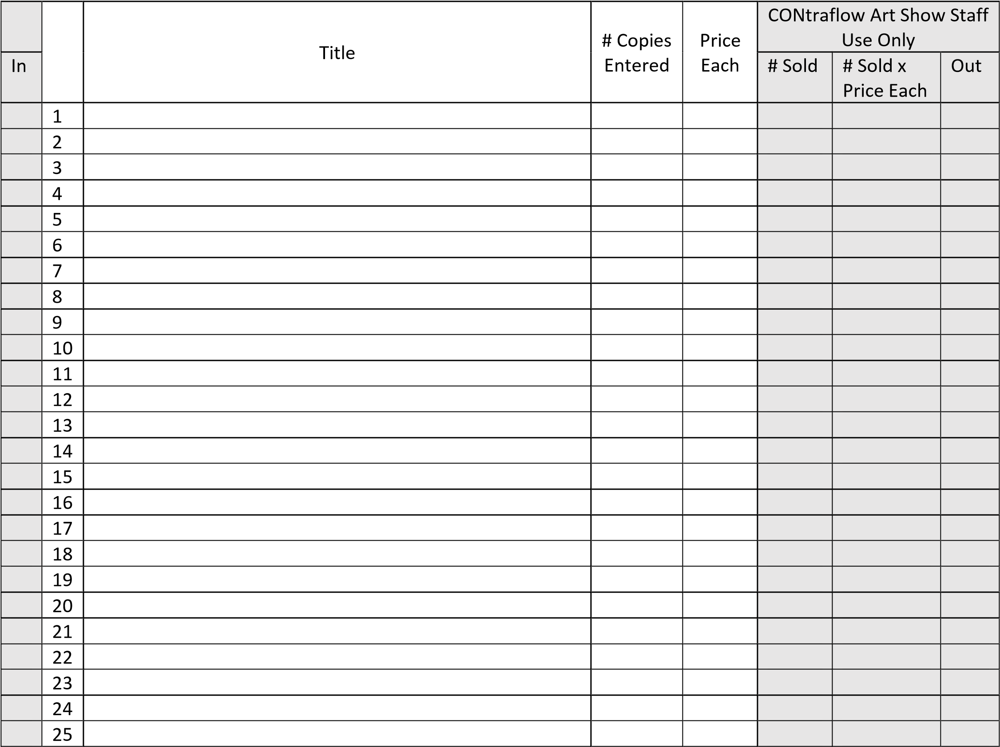 CONtraflow Art Show Staff
Use Only
Title
# Copies
Entered
Price
Each
In
# Sold
# Sold x
Price Each
Out
1
2
3
4
5
6
7
8
9
10
11
12
13
14
15
16
17
18
19
20
21
22
23
24
25